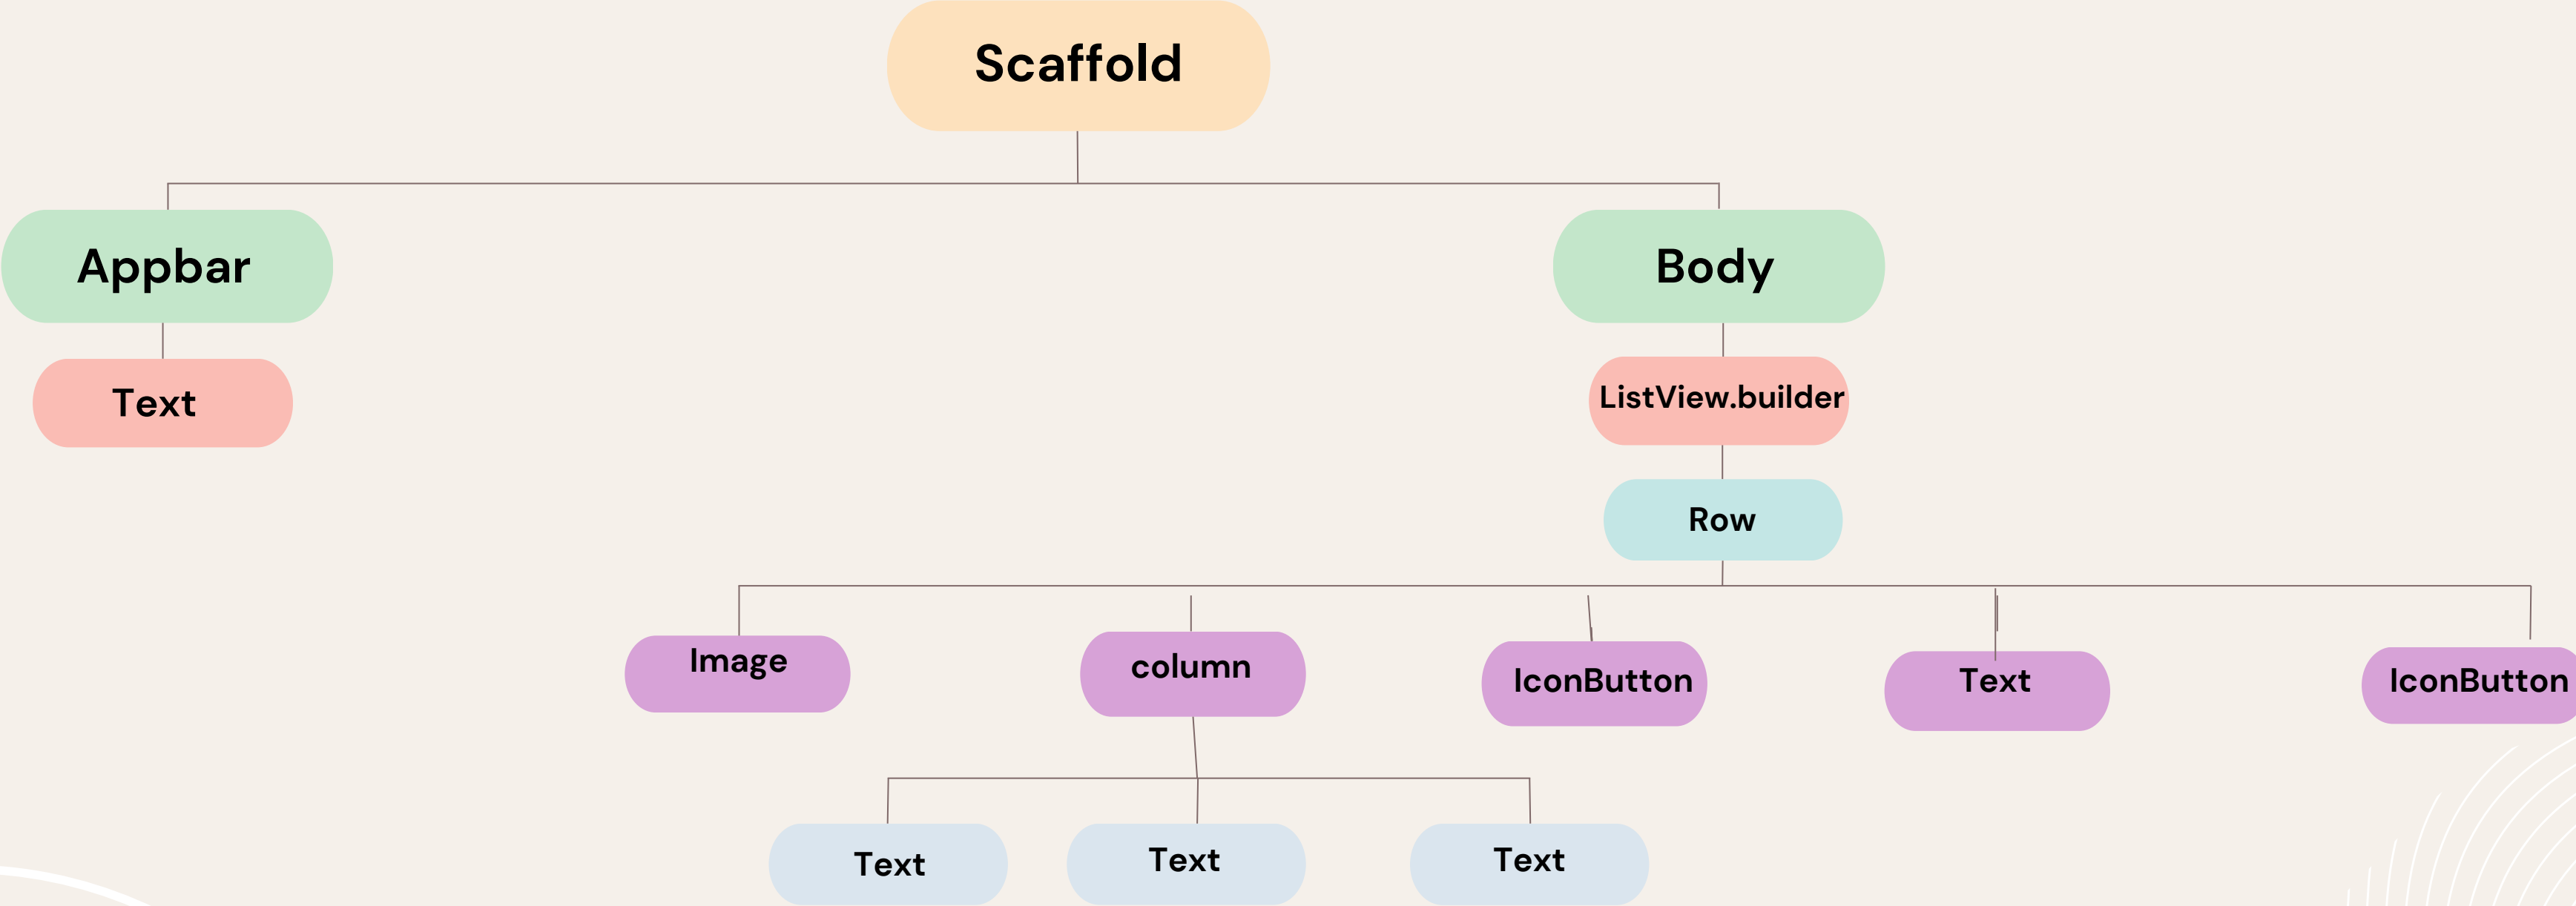 Scaffold
Appbar
Body
Text
ListView.builder
Row
Image
column
IconButton
Text
IconButton
Text
Text
Text